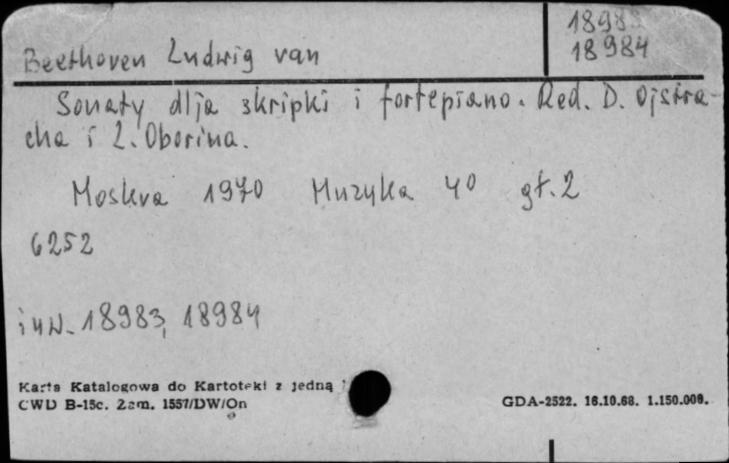 18983
18984
Beethoven Ludwig van
Sonaty dlja skripki i fortepiano. Red. D. Ojstra-
cha i L. Oborina.
Moskva 1970 Muzyka 40 gł. 2
6252
inw. 18983, 18984
Karta Katalogowa do Kartoteki z jedną
CWD B-15c. Zam. 1557/DW/On
GDA-2522. 16.10.68. 1.150.000.